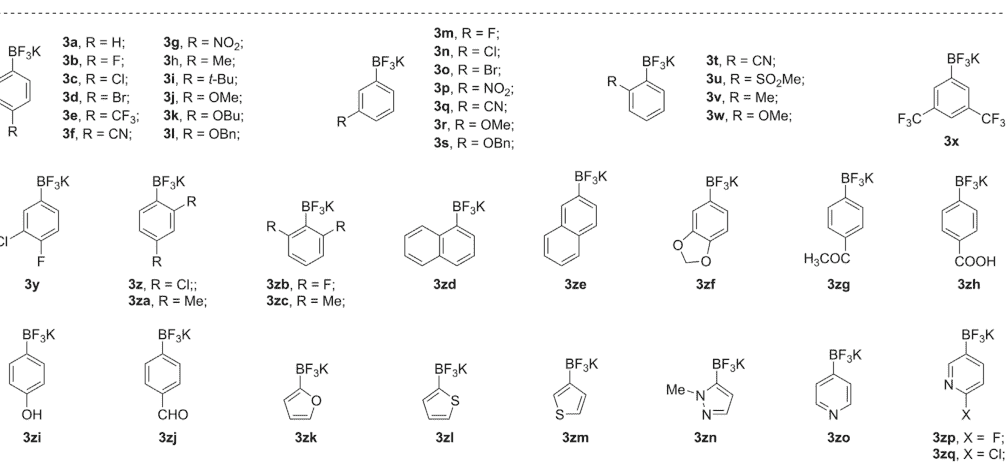 BF₃K
R
3a, R = H;
3b, R = F;
3c, R = Cl;
3d, R = Br;
3e, R = CF₃;
3f, R = CN;
3g, R = NO₂;
3h, R = Me;
3i, R = t-Bu;
3j, R = OMe;
3k, R = OBu;
3l, R = OBn;
BF₃K
R
3m, R = F;
3n, R = Cl;
3o, R = Br;
3p, R = NO₂;
3q, R = CN;
3r, R = OMe;
3s, R = OBn;
BF₃K
R
3t, R = CN;
3u, R = SO₂Me;
3v, R = Me;
3w, R = OMe;
BF₃K
F₃C
CF₃
3x
BF₃K
Cl
F
3y
BF₃K
R
R
3z, R = Cl;;
3za, R = Me;
BF₃K
R
R
3zb, R = F;
3zc, R = Me;
BF₃K
3zd
BF₃K
3ze
BF₃K
O
O
3zf
BF₃K
H₃COC
3zg
BF₃K
COOH
3zh
BF₃K
OH
3zi
BF₃K
CHO
3zj
BF₃K
O
3zk
BF₃K
S
3zl
BF₃K
S
3zm
BF₃K
Me
N
N
3zn
BF₃K
N
3zo
BF₃K
N
X
3zp, X = F;
3zq, X = Cl;